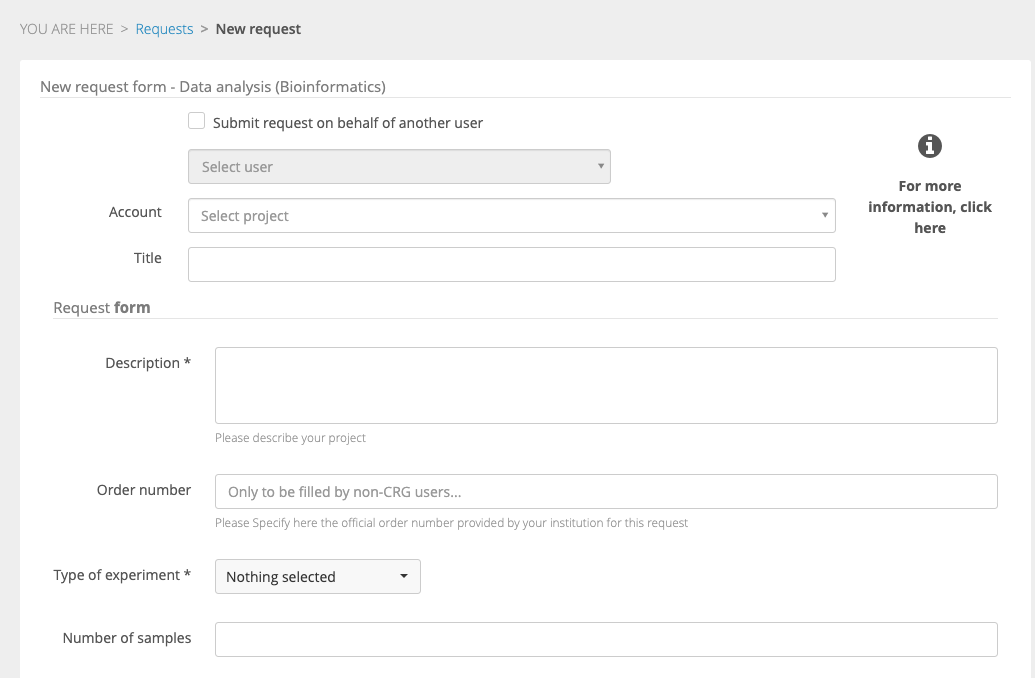 YOU ARE HERE > Requests > New request
New request form - Data analysis (Bioinformatics)
Submit request on behalf of another user
Select user
Account
Select project
For more
information, click
here
Title
Request form
Description *
Please describe your project
Order number
Only to be filled by non-CRG users...
Please Specify here the official order number provided by your institution for this request
Type of experiment *
Nothing selected
Number of samples